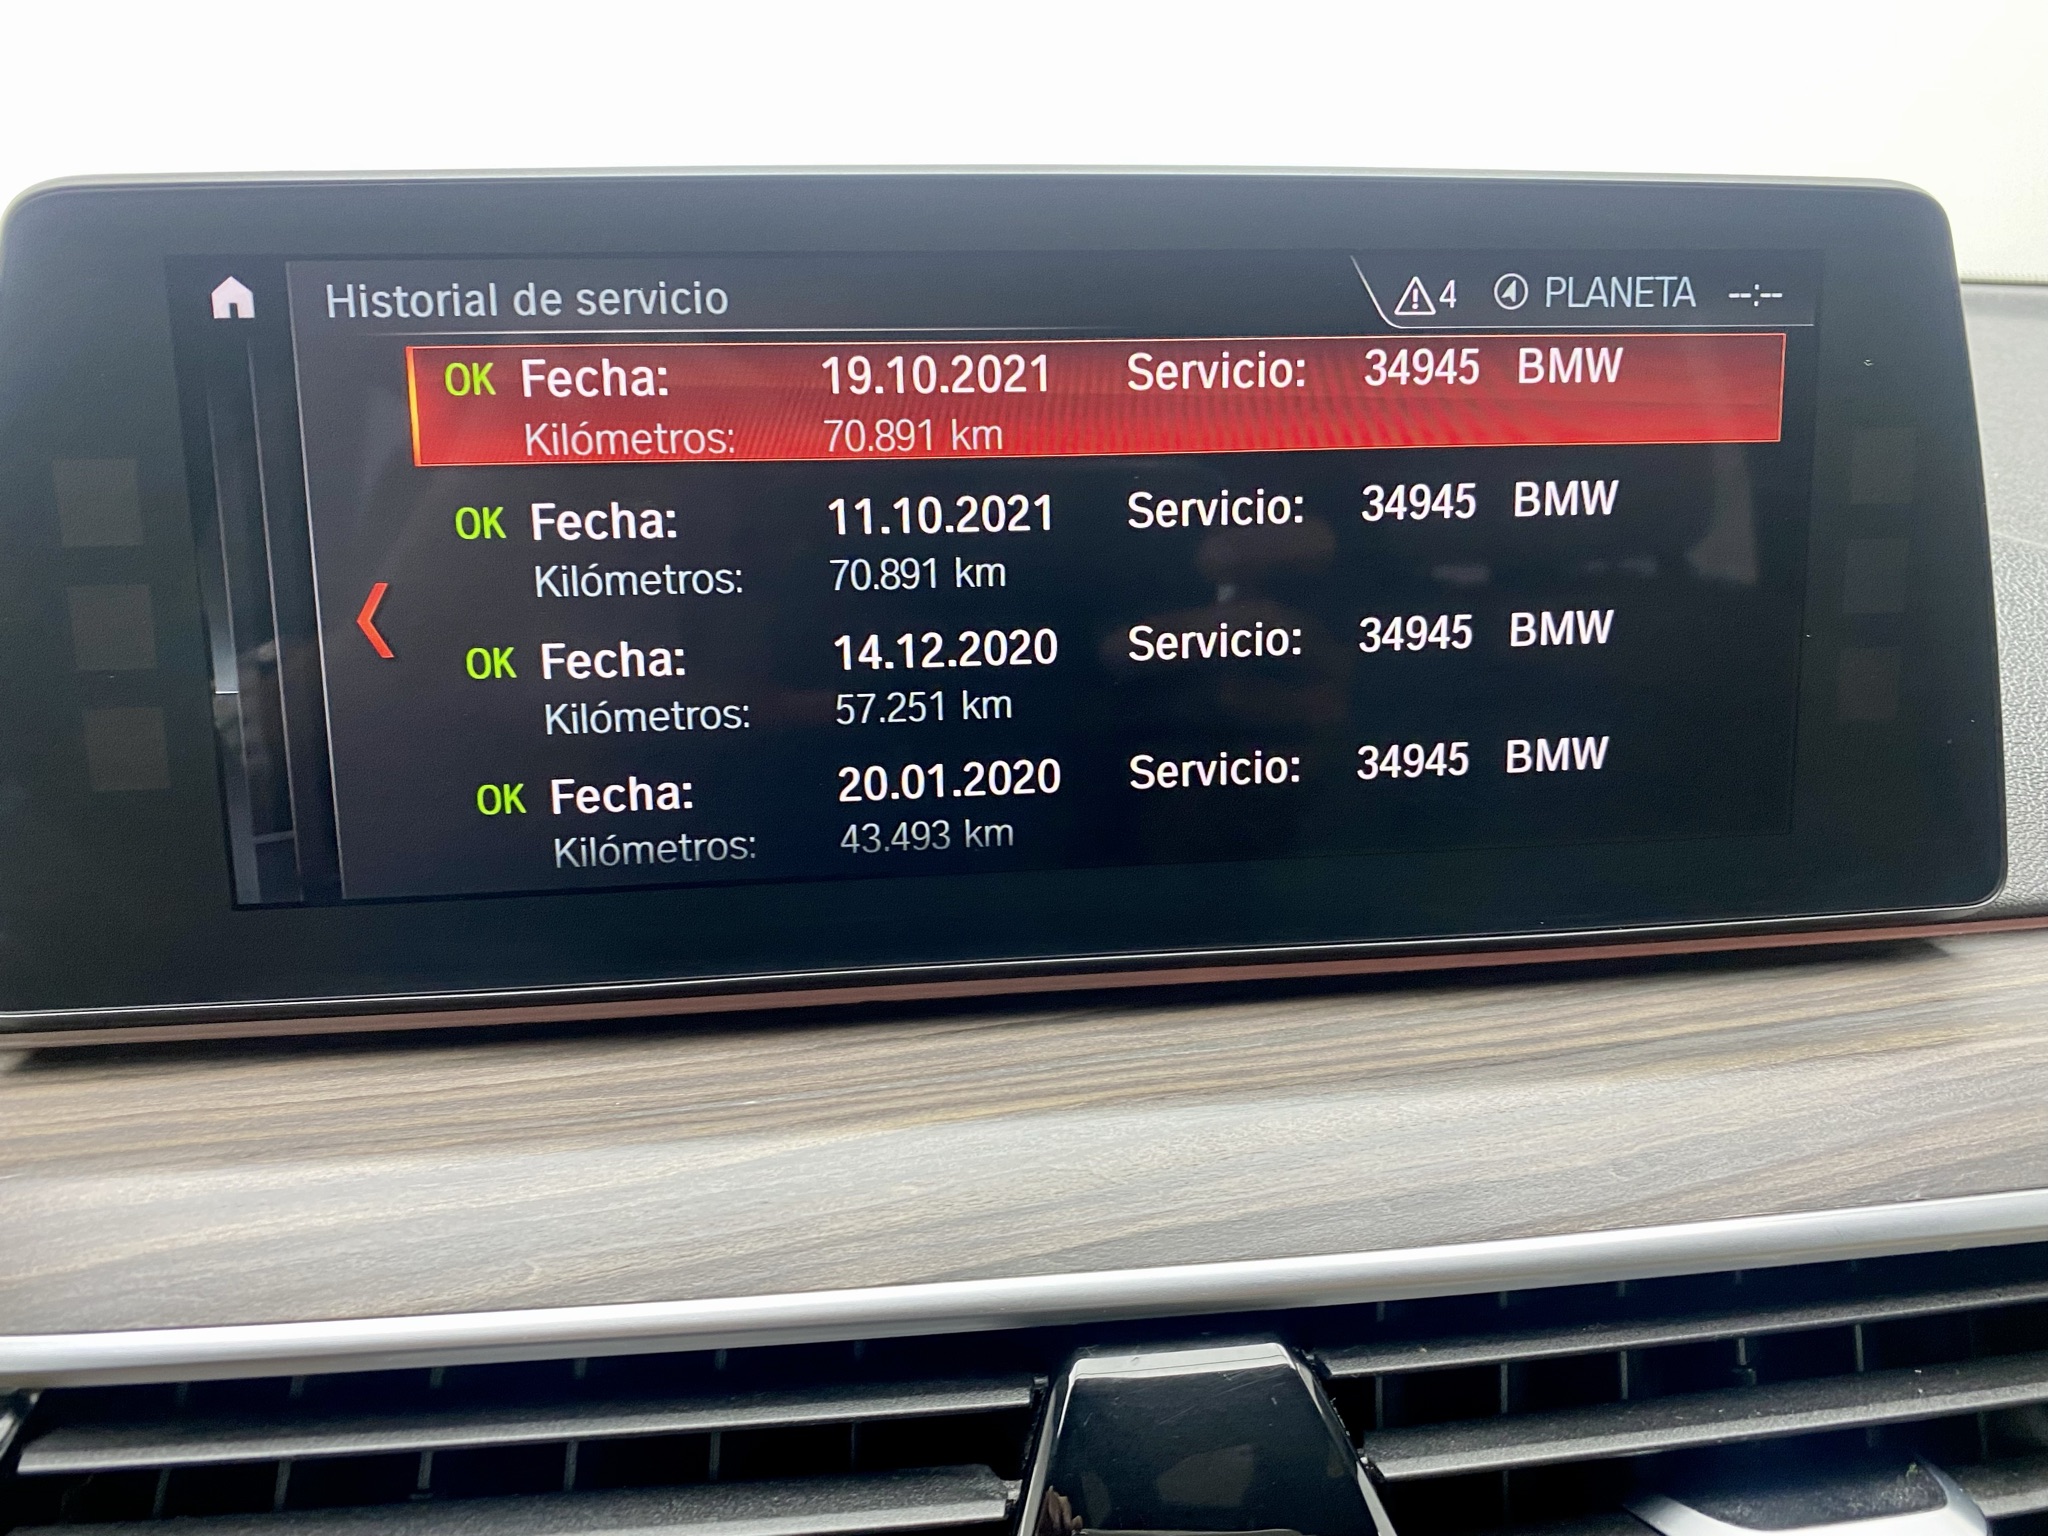 Historial de servicio 4 PLANETA --:--
OK Fecha: 19.10.2021 Servicio: 34945 BMW
Kilómetros: 70.891 km
OK Fecha: 11.10.2021 Servicio: 34945 BMW
Kilómetros: 70.891 km
OK Fecha: 14.12.2020 Servicio: 34945 BMW
Kilómetros: 57.251 km
OK Fecha: 20.01.2020 Servicio: 34945 BMW
Kilómetros: 43.493 km